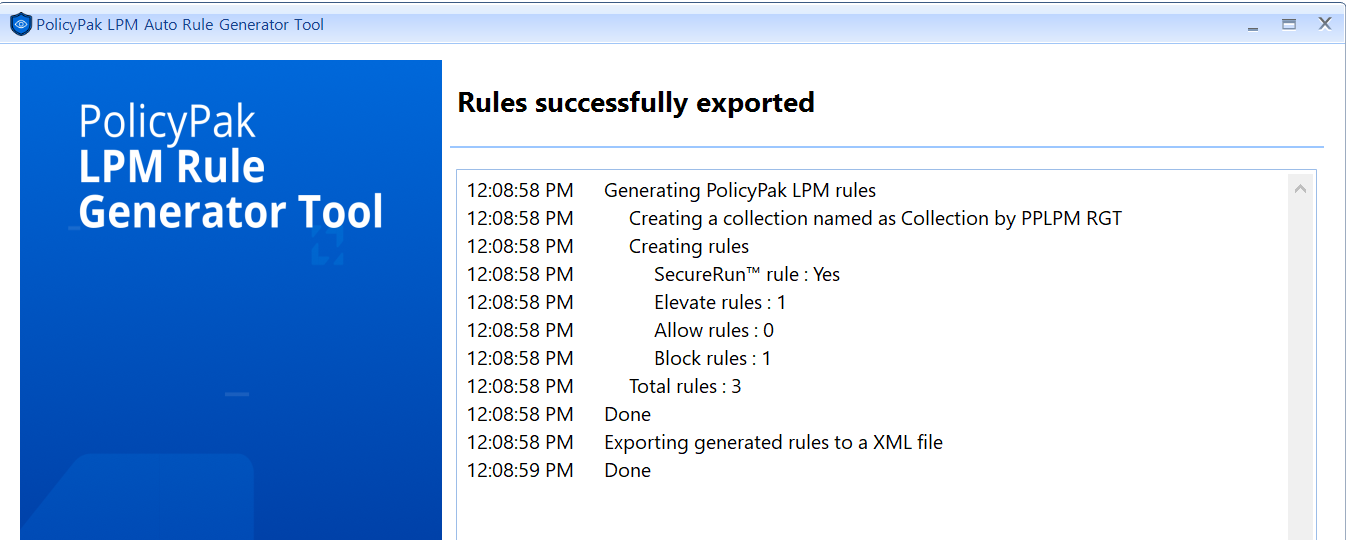 PolicyPak LPM Auto Rule Generator Tool
PolicyPak
LPM Rule
Generator Tool
Rules successfully exported
12:08:58 PM Generating PolicyPak LPM rules
12:08:58 PM Creating a collection named as Collection by PPLPM RGT
12:08:58 PM Creating rules
12:08:58 PM SecureRun™ rule : Yes
12:08:58 PM Elevate rules : 1
12:08:58 PM Allow rules : 0
12:08:58 PM Block rules : 1
12:08:58 PM Total rules : 3
12:08:58 PM Done
12:08:58 PM Exporting generated rules to a XML file
12:08:59 PM Done